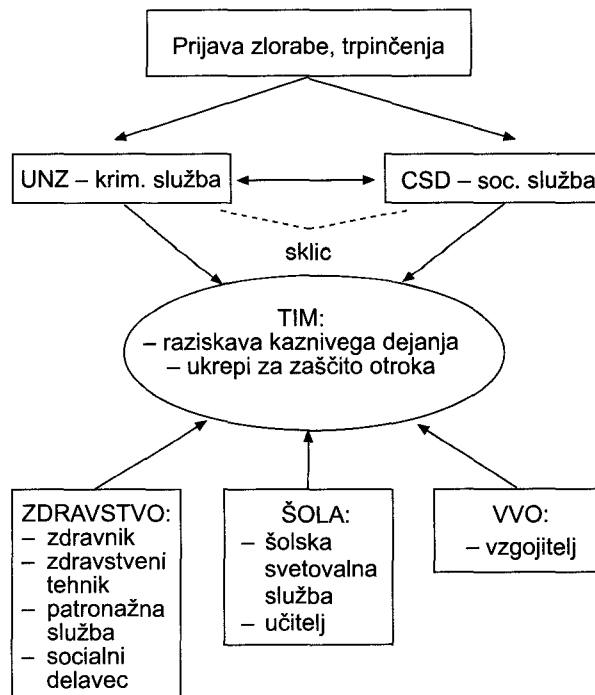 Prijava zlorabe, trpinčenja
UNZ – krim. služba
CSD – soc. služba
sklic
TIM:
– raziskava kaznivega dejanja
– ukrepi za zaščito otroka
ZDRAVSTVO:
– zdravnik
– zdravstveni
tehnik
– patronažna
služba
– socialni
delavec
ŠOLA:
– šolska
svetovalna
služba
– učitelj
VVO:
– vzgojitelj